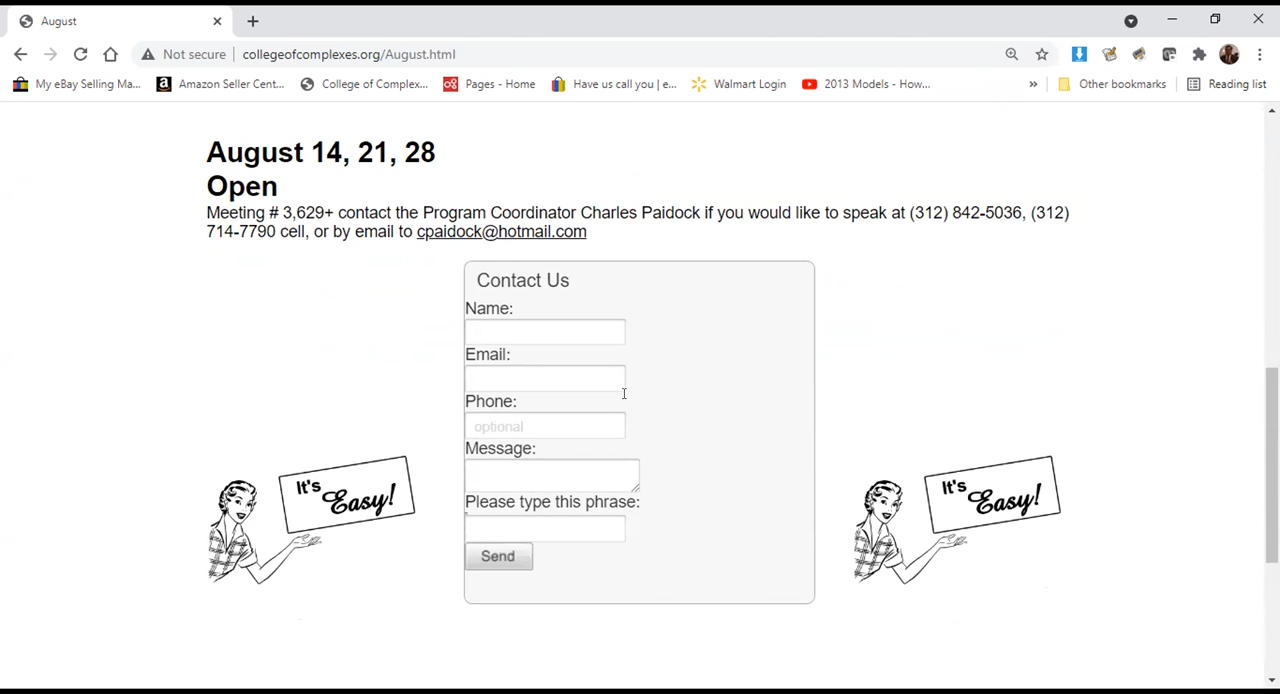 August
Not secure
collegeofcomplexes.org/August.html
My eBay Selling Ma...
Amazon Seller Cent...
College of Complex...
Pages - Home
Have us call you | e...
Walmart Login
2013 Models - How...
»
Other bookmarks
Reading list
August 14, 21, 28
Open
Meeting # 3,629+ contact the Program Coordinator Charles Paidock if you would like to speak at (312) 842-5036, (312)
714-7790 cell, or by email to cpaidock@hotmail.com
Contact Us
Name:
Email:
Phone:
optional
Message:
Please type this phrase:
Send
It's
Easy!
It's
Easy!